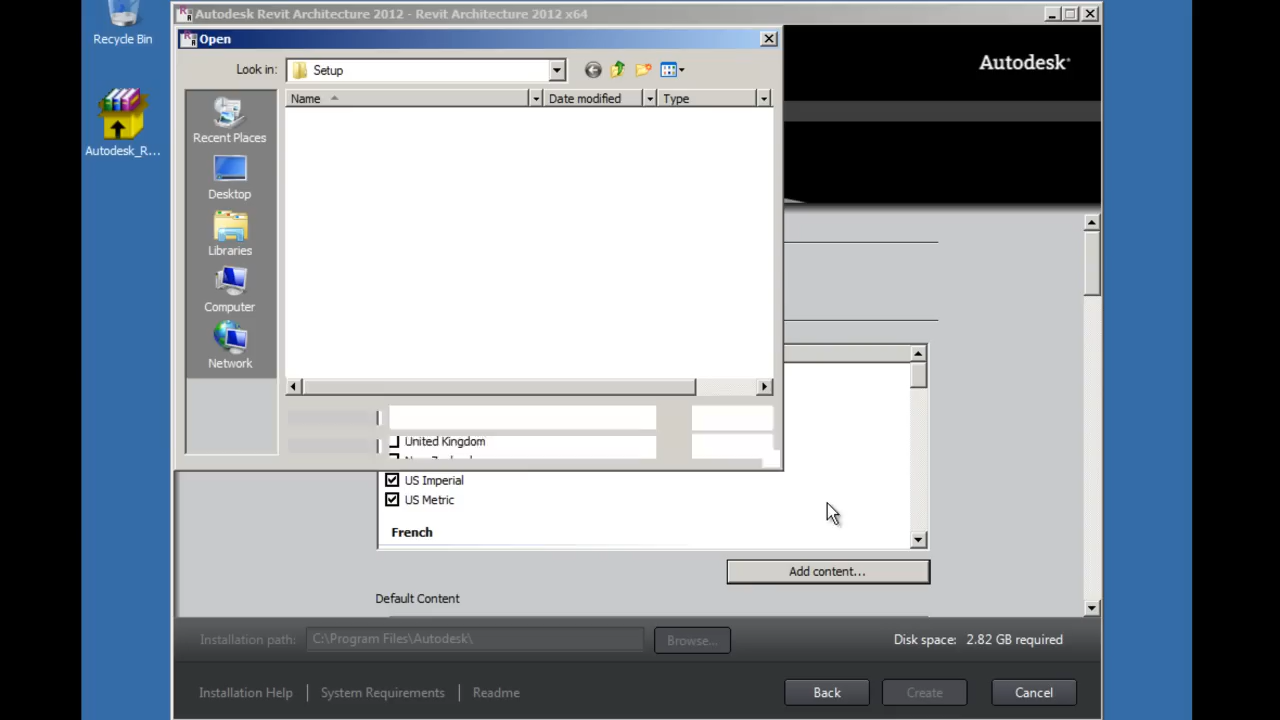 Recycle Bin
Autodesk_R...
Autodesk Revit Architecture 2012 - Revit Architecture 2012 x64
Open
Autodesk
Look in:
Setup
Name
Date modified
Type
Recent Places
Desktop
Libraries
Computer
Network
United Kingdom
US Imperial
US Metric
French
Add content...
Default Content
Installation path:
C:\Program Files\Autodesk\
Browse...
Disk space: 2.82 GB required
Installation Help | System Requirements | Readme
Back
Create
Cancel